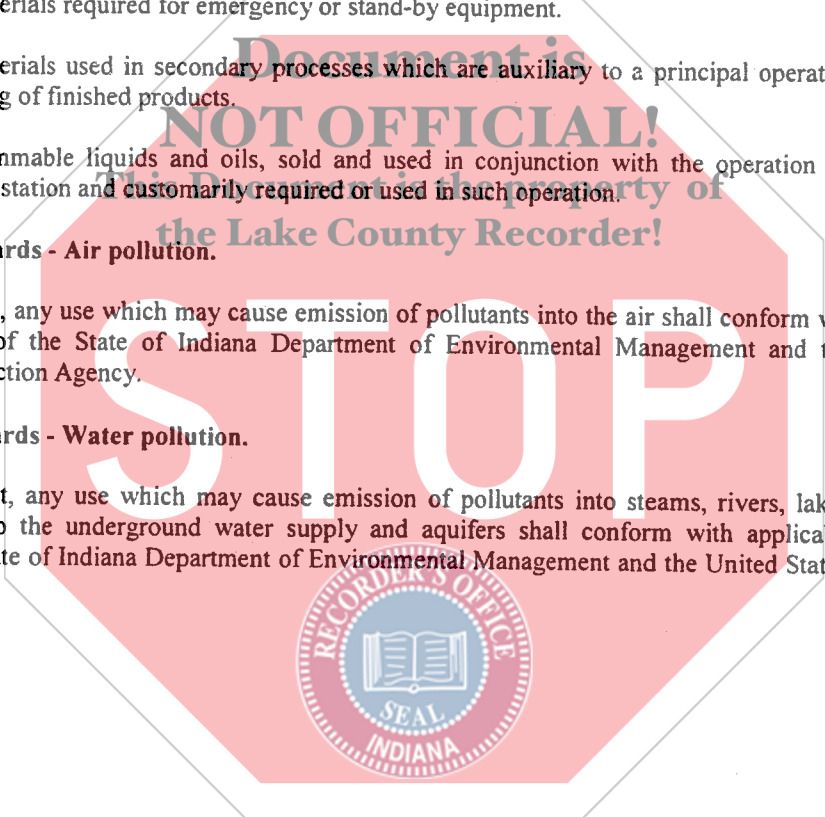 erials required for emergency or stand-by equipment.
Document is
erials used in secondary processes which are auxiliary to a principal operat
g of finished products.
NOT OFFICIAL!
nmable liquids and oils, sold and used in conjunction with the operation
This Document is the property of
station and customarily required or used in such operation.
the Lake County Recorder!
rds - Air pollution.
STOP
, any use which may cause emission of pollutants into the air shall conform
of the State of Indiana Department of Environmental Management and
ction Agency.
rds - Water pollution.
t, any use which may cause emission of pollutants into steams, rivers, lak
the underground water supply and aquifers shall conform with applica
te of Indiana Department of Environmental Management and the United Stat
RECORDER'S OFFICE
SEAL
INDIANA